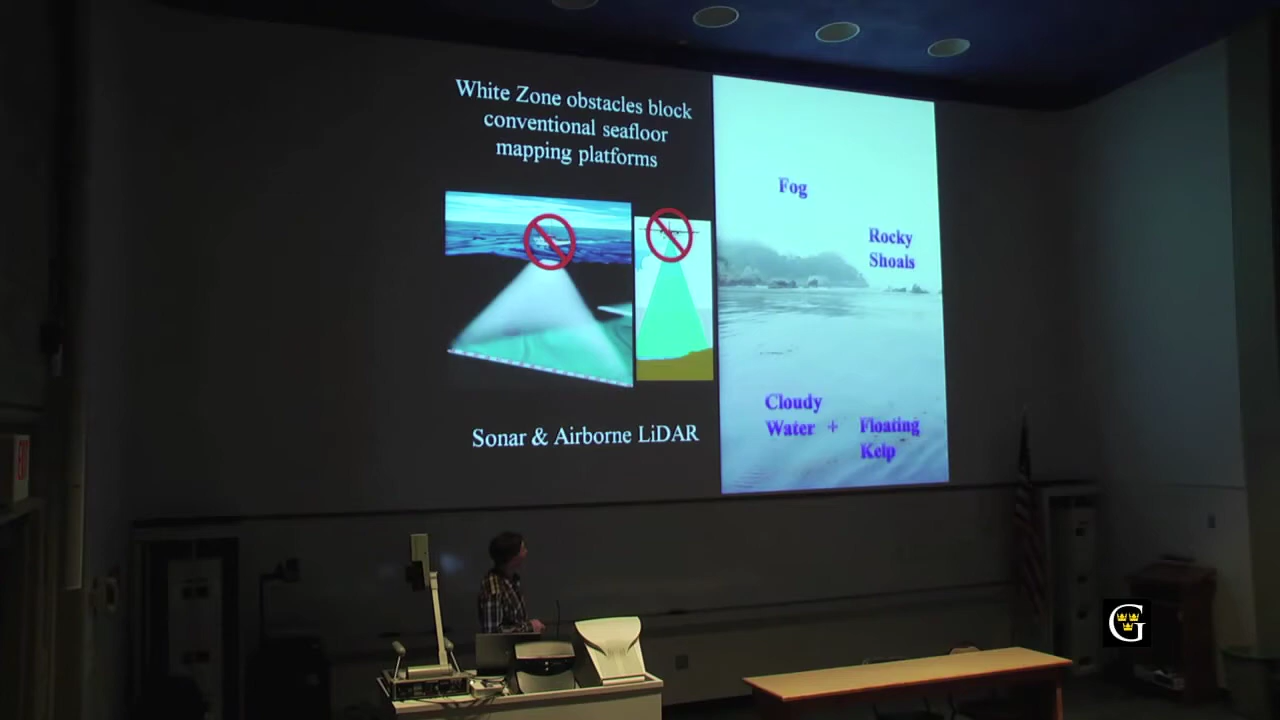 White Zone obstacles block
conventional seafloor
mapping platforms
Sonar & Airborne LiDAR
Fog
Rocky
Shoals
Cloudy
Water + Floating
Kelp
G